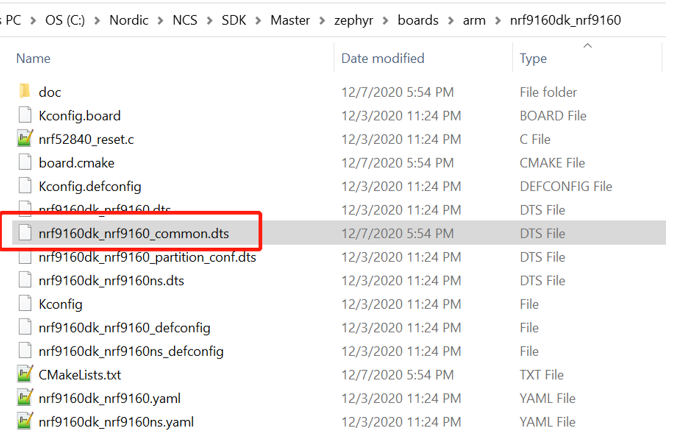 s PC > OS (C:) > Nordic > NCS > SDK > Master > zephyr > boards > arm > nrf9160dk_nrf9160
Name Date modified Type
doc 12/7/2020 5:54 PM File folder
Kconfig.board 12/3/2020 11:24 PM BOARD File
nrf52840_reset.c 12/3/2020 11:24 PM C File
board.cmake 12/7/2020 5:54 PM CMAKE File
Kconfig.defconfig 12/3/2020 11:24 PM DEFCONFIG File
nrf9160dk_nrf9160.dts 12/3/2020 11:24 PM DTS File
nrf9160dk_nrf9160_common.dts 12/7/2020 5:54 PM DTS File
nrf9160dk_nrf9160_partition_conf.dts 12/3/2020 11:24 PM DTS File
nrf9160dk_nrf9160ns.dts 12/3/2020 11:24 PM DTS File
Kconfig 12/3/2020 11:24 PM File
nrf9160dk_nrf9160_defconfig 12/3/2020 11:24 PM File
nrf9160dk_nrf9160ns_defconfig 12/3/2020 11:24 PM File
CMakeLists.txt 12/7/2020 5:54 PM TXT File
nrf9160dk_nrf9160.yaml 12/3/2020 11:24 PM YAML File
nrf9160dk_nrf9160ns.yaml 12/3/2020 11:24 PM YAML File